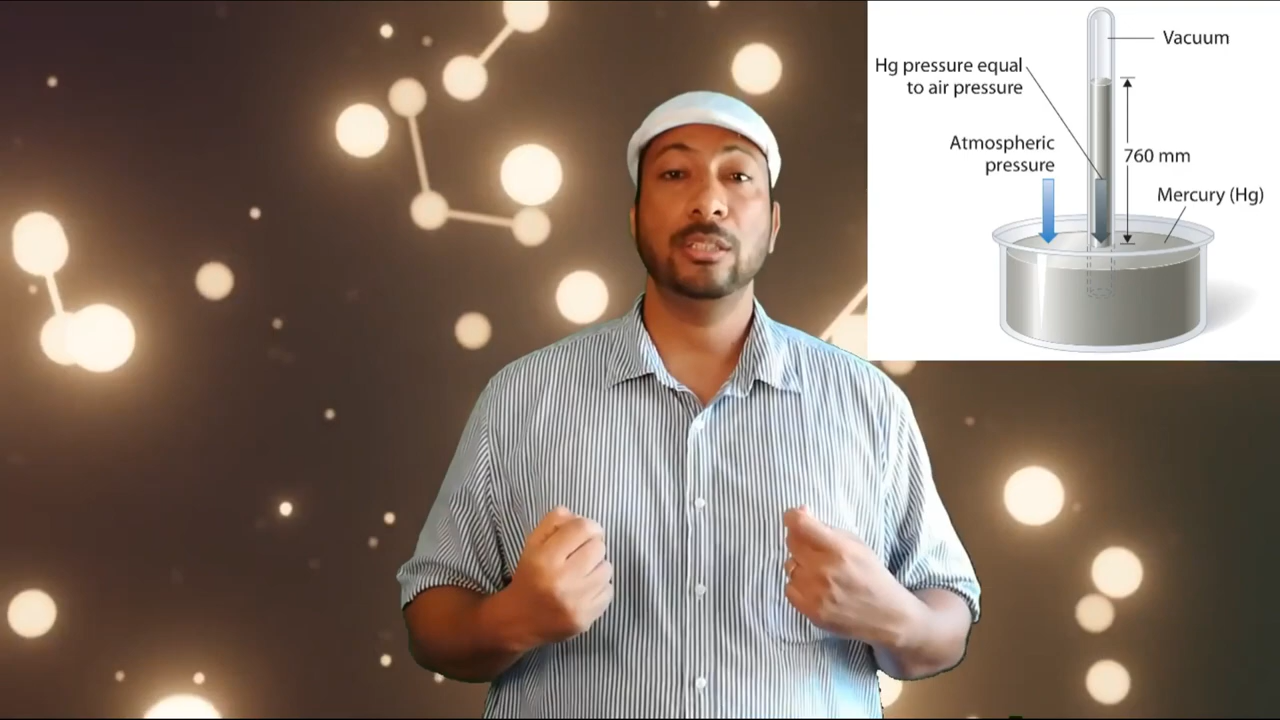 Vacuum
Hg pressure equal
to air pressure
Atmospheric
pressure
760 mm
Mercury (Hg)